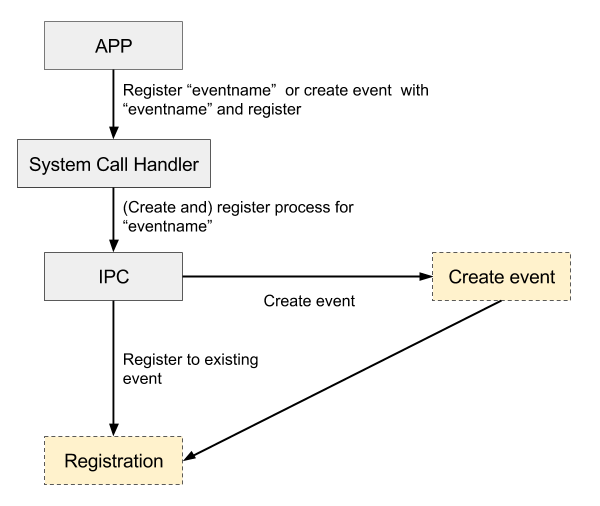 APP
Register “eventname”  or create event  with
“eventname” and register
System Call Handler
(Create and) register process for
“eventname”
IPC
Create event
Create event
Register to existing
event
Registration